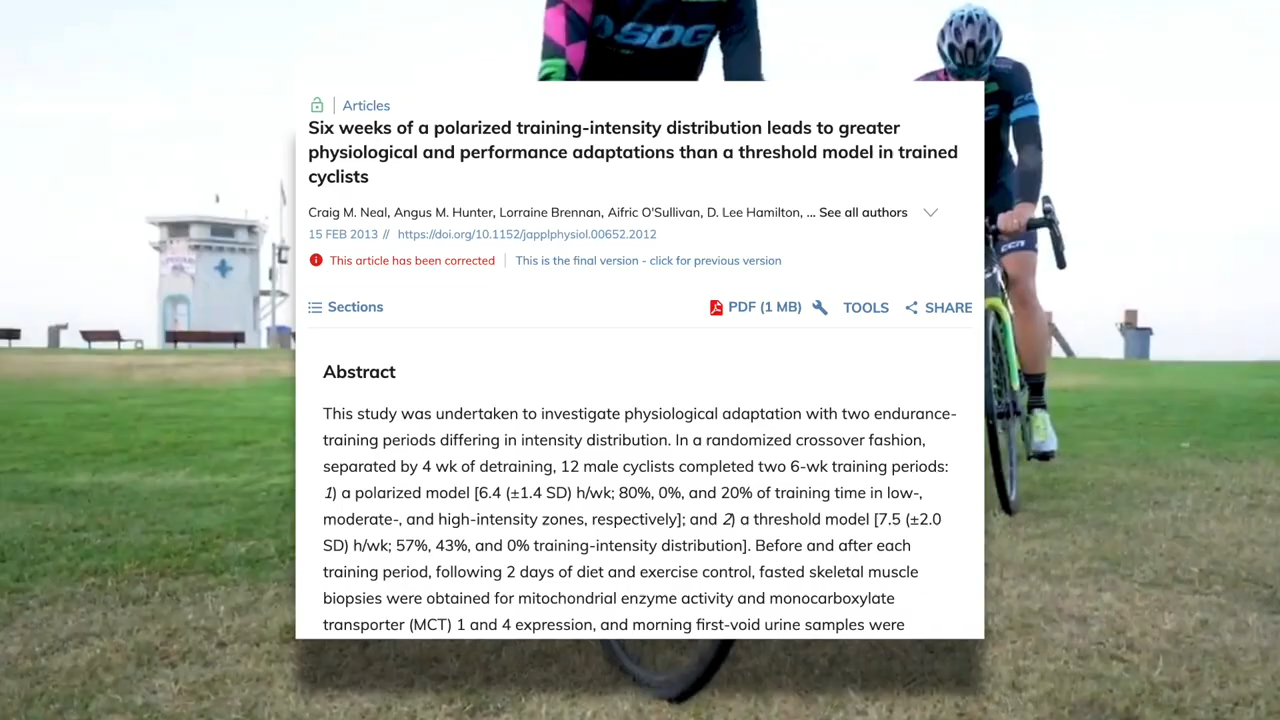 SDG
Articles
Six weeks of a polarized training-intensity distribution leads to greater
physiological and performance adaptations than a threshold model in trained
cyclists
Craig M. Neal, Angus M. Hunter, Lorraine Brennan, Aifric O'Sullivan, D. Lee Hamilton, ... See all authors
15 FEB 2013 // https://doi.org/10.1152/japplphysiol.00652.2012
This article has been corrected | This is the final version - click for previous version
Sections
PDF (1 MB) TOOLS SHARE
Abstract
This study was undertaken to investigate physiological adaptation with two endurance-
training periods differing in intensity distribution. In a randomized crossover fashion,
separated by 4 wk of detraining, 12 male cyclists completed two 6-wk training periods:
1) a polarized model [6.4 (±1.4 SD) h/wk; 80%, 0%, and 20% of training time in low-,
moderate-, and high-intensity zones, respectively]; and 2) a threshold model [7.5 (±2.0
SD) h/wk; 57%, 43%, and 0% training-intensity distribution]. Before and after each
training period, following 2 days of diet and exercise control, fasted skeletal muscle
biopsies were obtained for mitochondrial enzyme activity and monocarboxylate
transporter (MCT) 1 and 4 expression, and morning first-void urine samples were